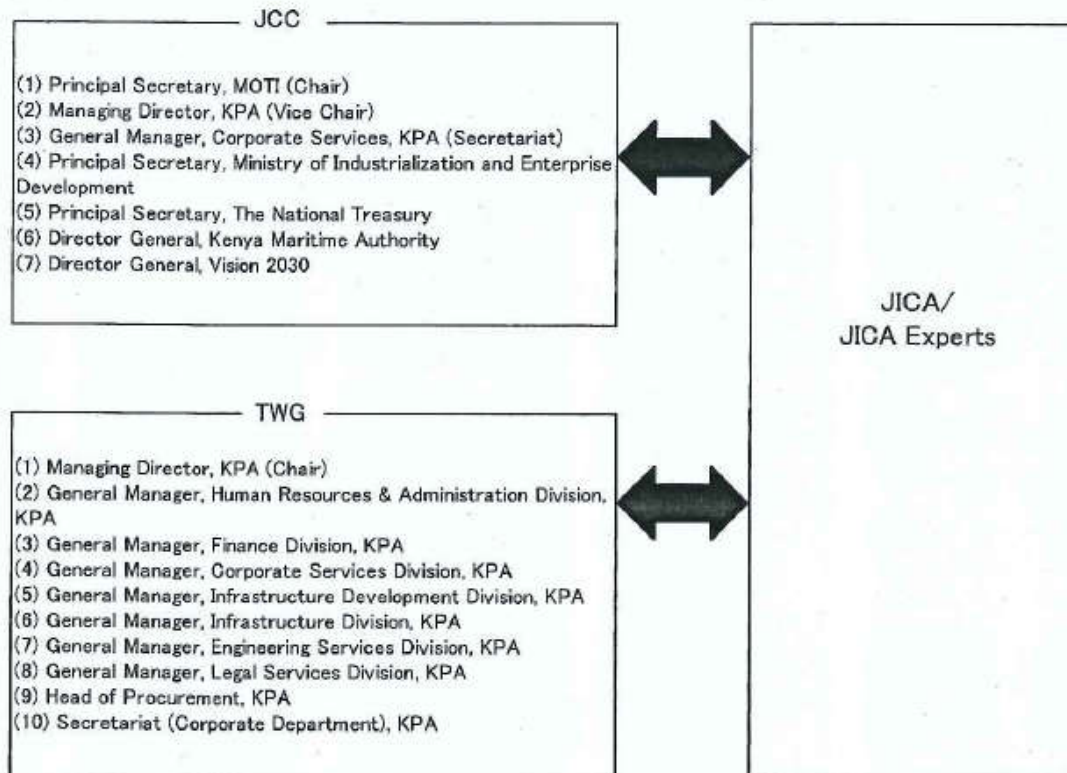 JCC
(1) Principal Secretary, MOTI (Chair)
(2) Managing Director, KPA (Vice Chair)
(3) General Manager, Corporate Services, KPA (Secretariat)
(4) Principal Secretary, Ministry of Industrialization and Enterprise
Development
(5) Principal Secretary, The National Treasury
(6) Director General, Kenya Maritime Authority
(7) Director General, Vision 2030
JICA/
JICA Experts
TWG
(1) Managing Director, KPA (Chair)
(2) General Manager, Human Resources & Administration Division,
KPA
(3) General Manager, Finance Division, KPA
(4) General Manager, Corporate Services Division, KPA
(5) General Manager, Infrastructure Development Division, KPA
(6) General Manager, Infrastructure Division, KPA
(7) General Manager, Engineering Services Division, KPA
(8) General Manager, Legal Services Division, KPA
(9) Head of Procurement, KPA
(10) Secretariat (Corporate Department), KPA